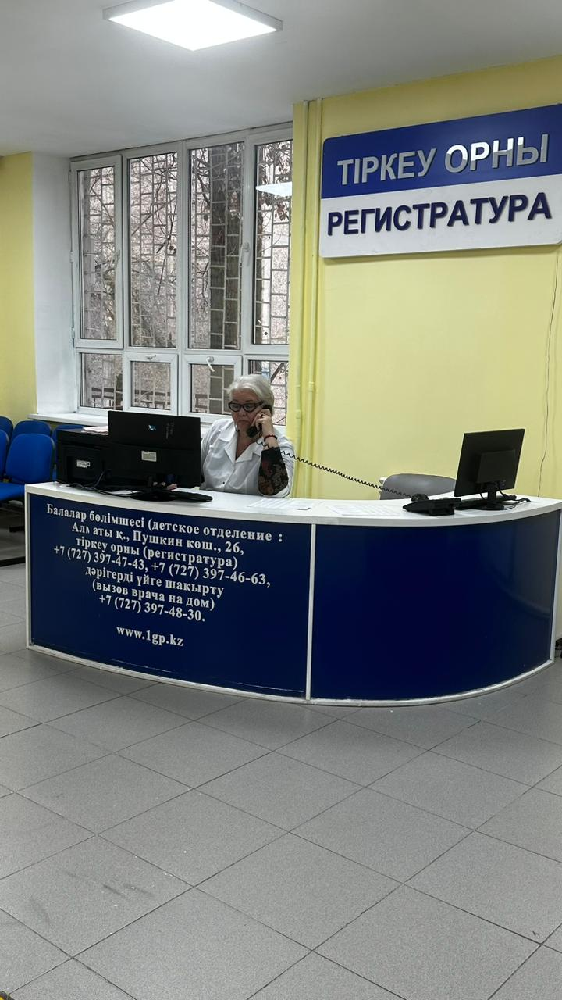 ТІРКЕУ ОРНЫ
РЕГИСТРАТУРА
Балалар бөлімшесі (детское отделение :
Алматы қ., Пушкин көш., 26,
тіркеу орны (регистратура)
+7 (727) 397-47-43, +7 (727) 397-46-63,
дәрігерді үйге шақырту
(вызов врача на дом)
+7 (727) 397-48-30.
www.1gp.kz